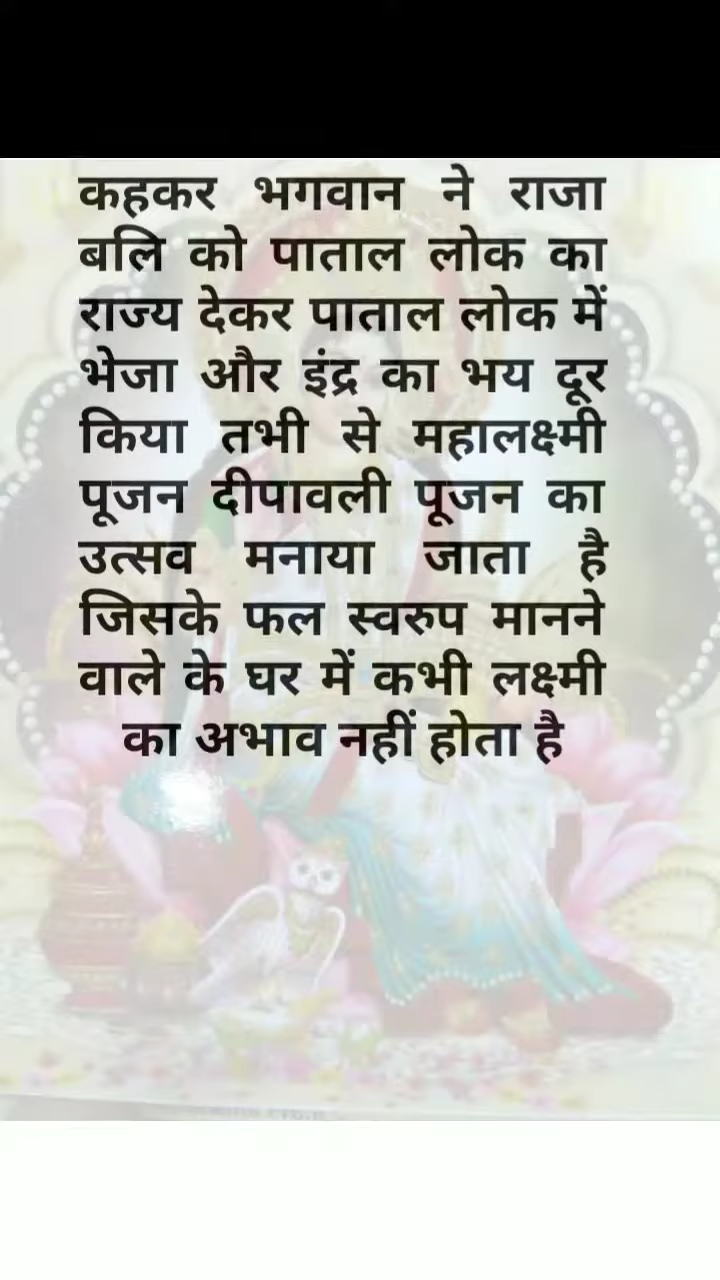 कहकर भगवान ने राजा
बलि को पाताल लोक का
राज्य देकर पाताल लोक में
भेजा और इंद्र का भय दूर
किया तभी से महालक्ष्मी
पूजन दीपावली पूजन का
उत्सव मनाया जाता है
जिसके फल स्वरुप मानने
वाले के घर में कभी लक्ष्मी
का अभाव नहीं होता है